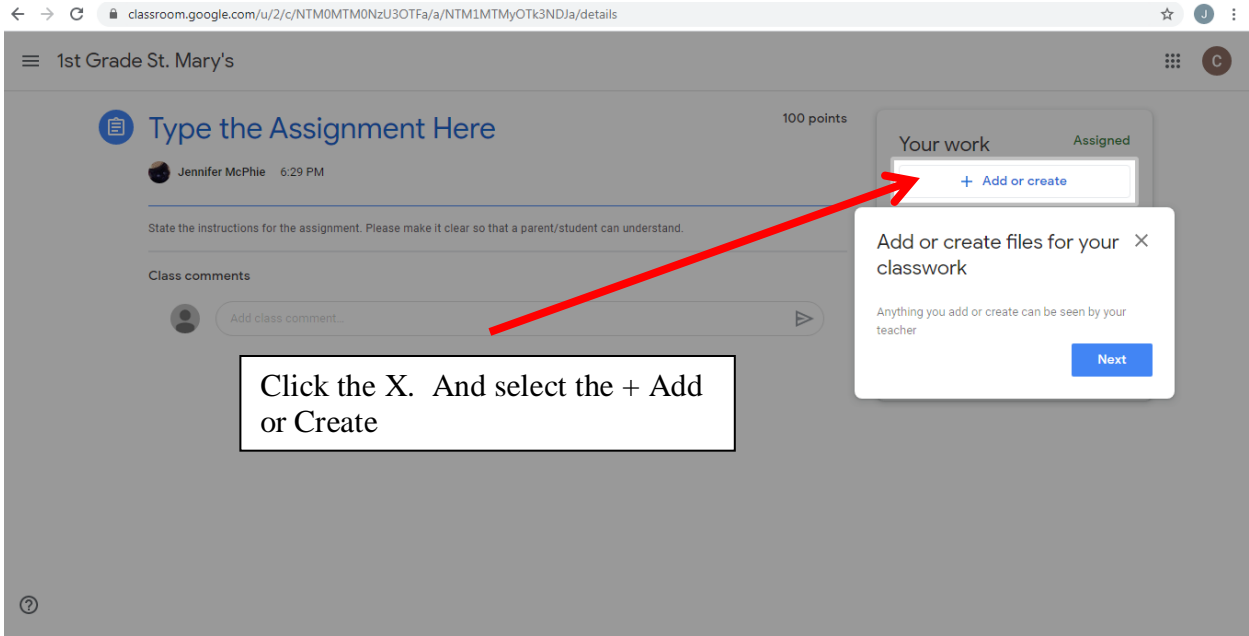 classroom.google.com/u/2/c/NTM0MTM0NzU3OTFa/a/NTM1MTMyOTk3NDJa/details
J
1st Grade St. Mary's
C
Type the Assignment Here
100 points
Jennifer McPhie 6:29 PM
State the instructions for the assignment. Please make it clear so that a parent/student can understand.
Class comments
Add class comment...
Your work
Assigned
+ Add or create
Add or create files for your
classwork
Anything you add or create can be seen by your
teacher
Next
Click the X. And select the + Add
or Create